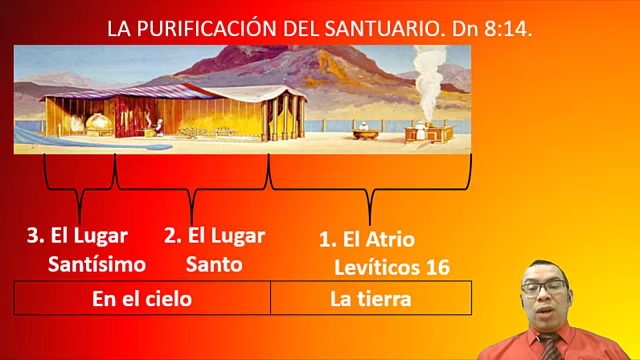 LA PURIFICACIÓN DEL SANTUARIO. Dn 8:14.
3. El Lugar
Santísimo
2. El Lugar
Santo
1. El Atrio
Levíticos 16
En el cielo
La tierra